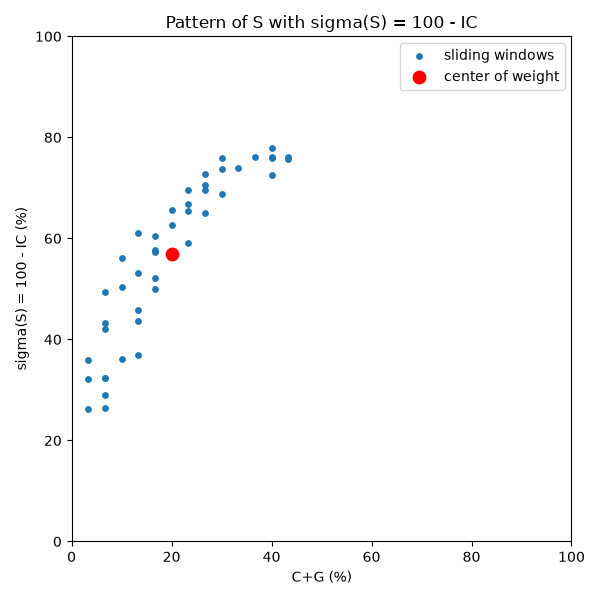 Pattern of S with sigma(S) = 100 - IC
sliding windows
center of weight
100
80
60
40
20
0
sigma(S) = 100 - IC (%)
0 20 40 60 80 100
C+G (%)